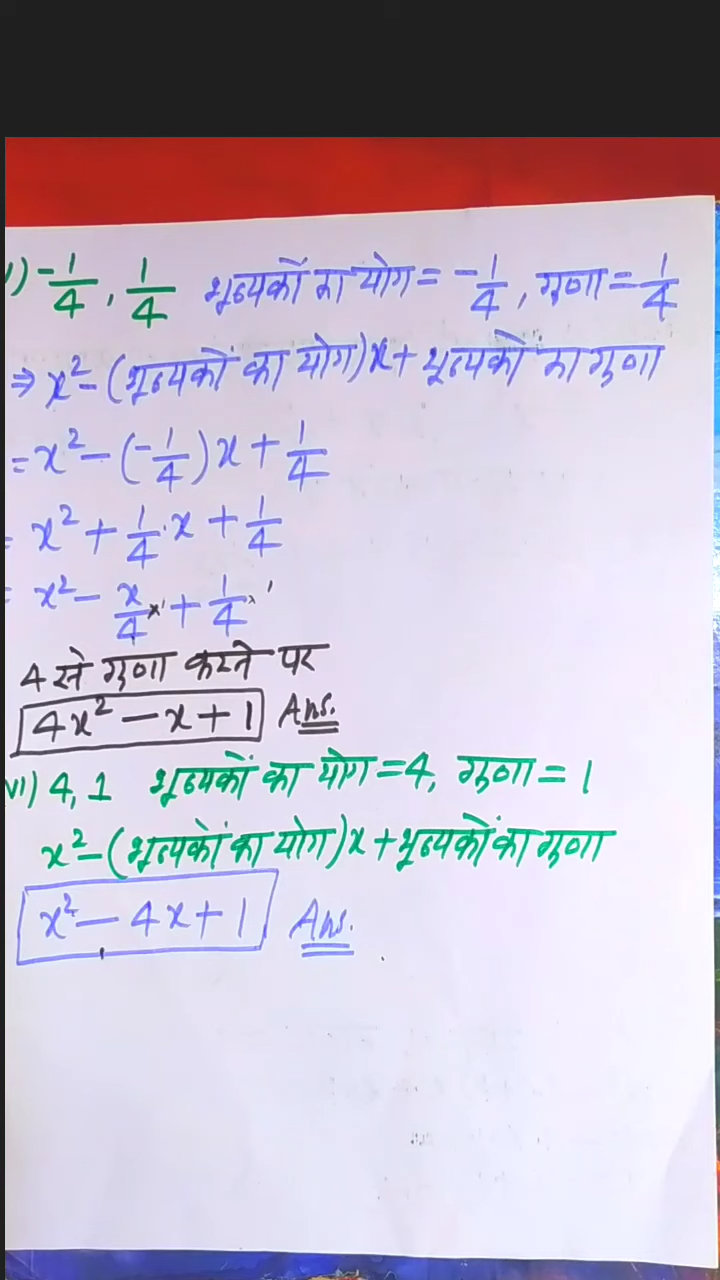 ) -1/4, 1/4 शून्यकों का योग = -1/4, गुणा = 1/4
⇒ x² - (शून्यकों का योग)x + शून्यकों का गुणा
= x² - (-1/4)x + 1/4
= x² + 1/4·x + 1/4
= x² - x/4 + 1/4
4 से गुणा करने पर
4x² - x + 1 Ans.
vi) 4, 1 शून्यकों का योग = 4, गुणा = 1
x² - (शून्यकों का योग)x + शून्यकों का गुणा
x² - 4x + 1 Ans.